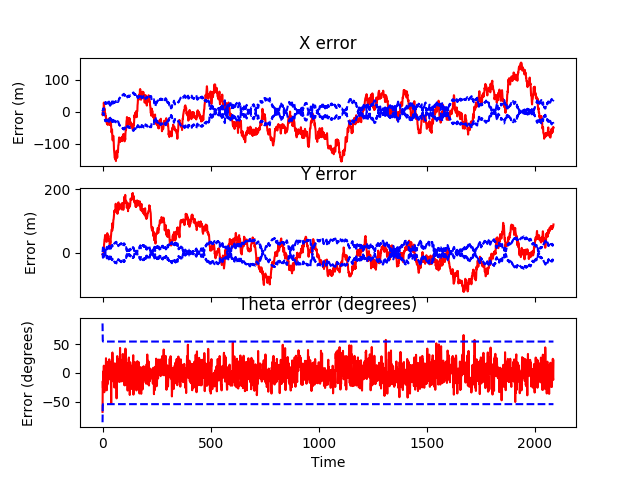 X error
100
0
−100
Error (m)
Y error
200
0
Error (m)
Theta error (degrees)
50
0
−50
Error (degrees)
0 500 1000 1500 2000
Time